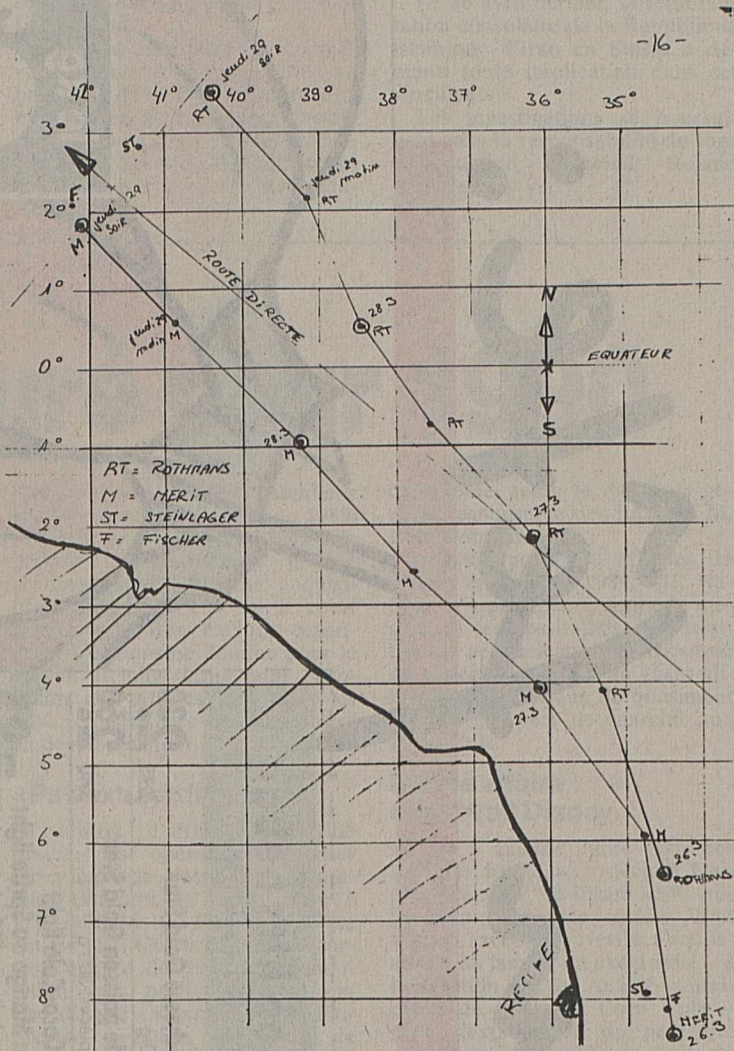 -16-
jeudi 29
soir
42° 41° 40° 39° 38° 37° 36° 35°
RT
3°
ST
jeudi 29
matin
RT
29
F.
2°
jeudi
soir
M
ROUTE DIRECTE
1°
N
28.3
RT
jeudi 29
matin M
0°
EQUATEUR
S
RT
28.3
1°
M
RT = ROTHMANS
M = MERIT
ST = STEINLAGER
F = FISCHER
27.3
RT
2°
M
3°
4°
M
27.3
RT
5°
6°
M
26.3
ROTHMANS
7°
RECIFE
8°
ST
F
MERIT
26.3